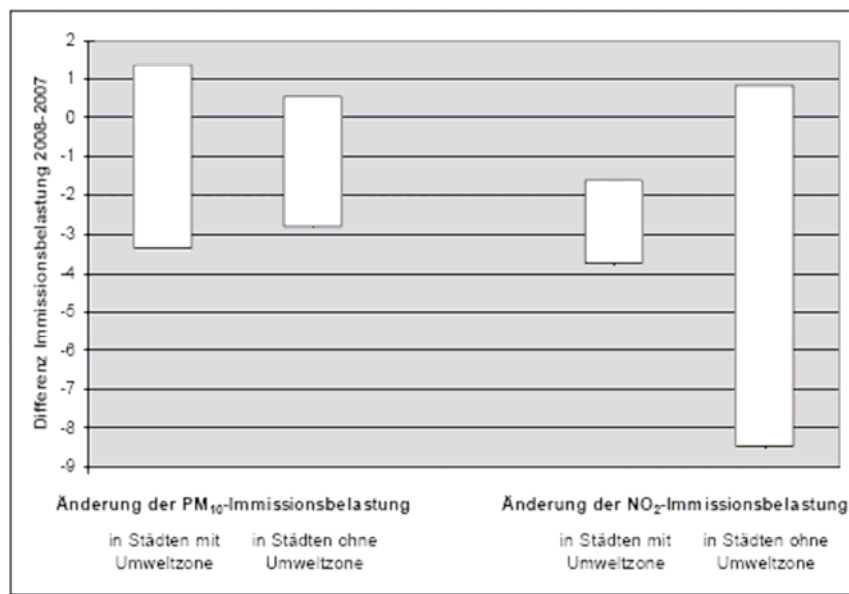 Differenz Immissionsbelastung 2008-2007
2
1
0
-1
-2
-3
-4
-5
-6
-7
-8
-9
Änderung der PM₁₀-Immissionsbelastung
in Städten mit Umweltzone
in Städten ohne Umweltzone
Änderung der NO₂-Immissionsbelastung
in Städten mit Umweltzone
in Städten ohne Umweltzone